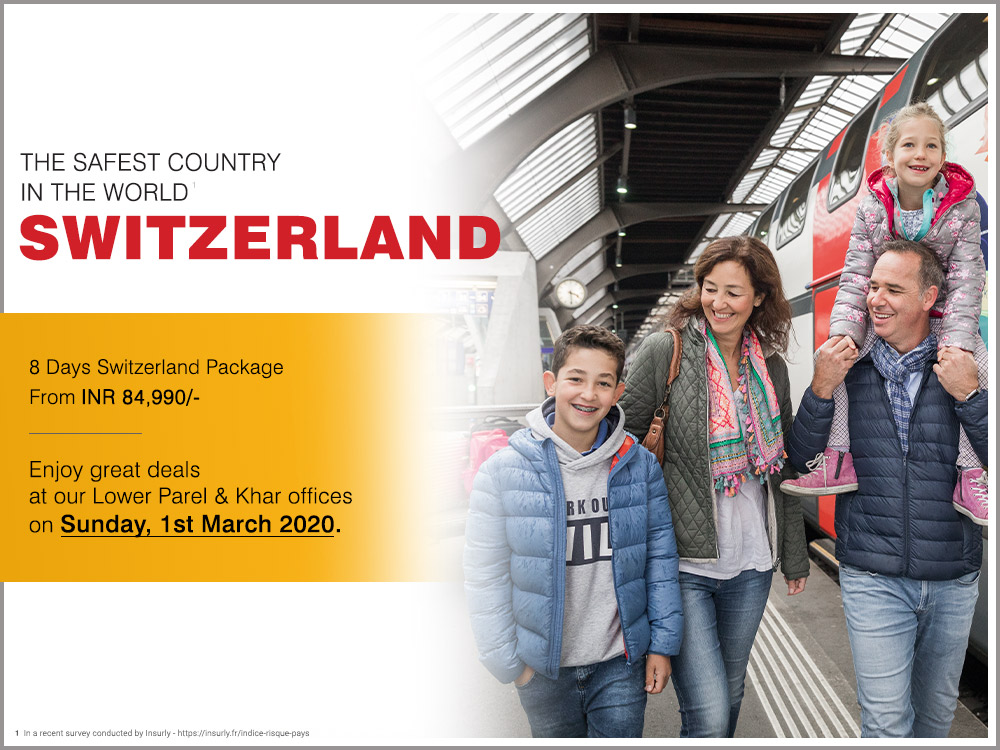 THE SAFEST COUNTRY
IN THE WORLD 1
SWITZERLAND
8 Days Switzerland Package
From INR 84,990/-
Enjoy great deals
at our Lower Parel & Khar offices
on Sunday, 1st March 2020.
RK OU
1 In a recent survey conducted by Insurly - https://insurly.fr/indice-risque-pays